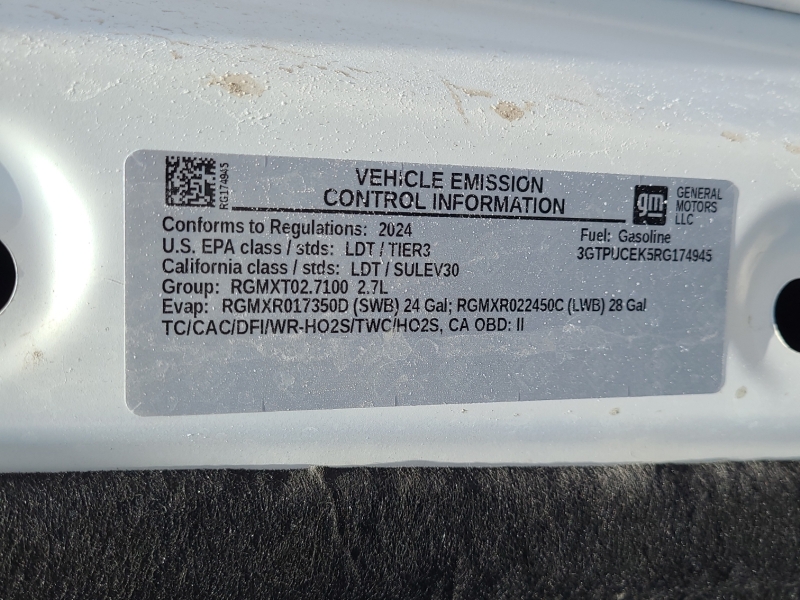 RG174945
VEHICLE EMISSION
CONTROL INFORMATION
gm
GENERAL
MOTORS
LLC
Conforms to Regulations: 2024
Fuel: Gasoline
U.S. EPA class / stds: LDT / TIER3
3GTPUCEK5RG174945
California class / stds: LDT / SULEV30
Group: RGMXT02.7100 2.7L
Evap: RGMXR017350D (SWB) 24 Gal; RGMXR022450C (LWB) 28 Gal
TC/CAC/DFI/WR-HO2S/TWC/HO2S, CA OBD: II